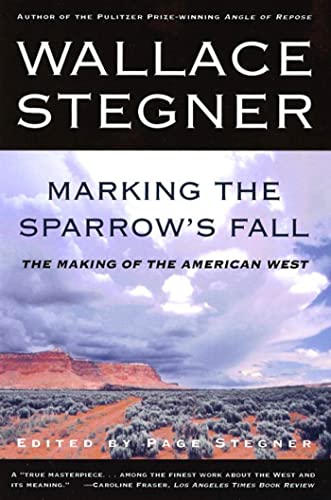 AUTHOR OF THE PULITZER PRIZE-WINNING ANGLE OF REPOSE
WALLACE
STEGNER
MARKING THE
SPARROW'S FALL
THE MAKING OF THE AMERICAN WEST
EDITED BY PAGE STEGNER
A "TRUE MASTERPIECE. . . AMONG THE FINEST WORK ABOUT THE WEST AND
ITS MEANING." —CAROLINE FRASER, LOS ANGELES TIMES BOOK REVIEW